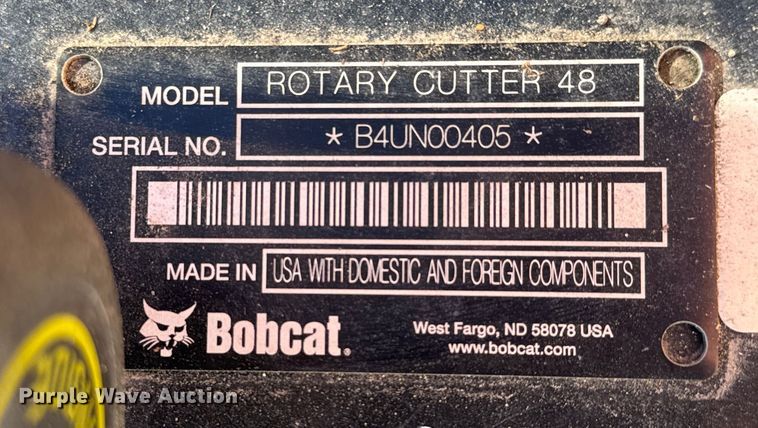 MODEL ROTARY CUTTER 48
SERIAL NO. * B4UN00405 *
MADE IN USA WITH DOMESTIC AND FOREIGN COMPONENTS
Bobcat.
West Fargo, ND 58078 USA
www.bobcat.com
Purple Wave Auction